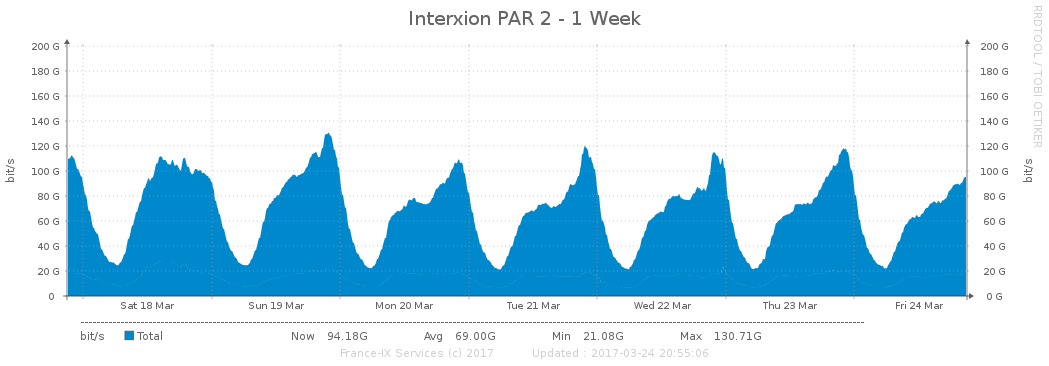 Interxion PAR 2 - 1 Week
RRDTOOL / TOBI OETIKER
200 G 200 G
180 G 180 G
160 G 160 G
140 G 140 G
120 G 120 G
100 G 100 G
80 G 80 G
60 G 60 G
40 G 40 G
20 G 20 G
0 0 G
bit/s bit/s
Sat 18 Mar Sun 19 Mar Mon 20 Mar Tue 21 Mar Wed 22 Mar Thu 23 Mar Fri 24 Mar
bit/s Total Now 94.18G Avg 69.00G Min 21.08G Max 130.71G
France-IX Services (c) 2017 Updated : 2017-03-24 20:55:06